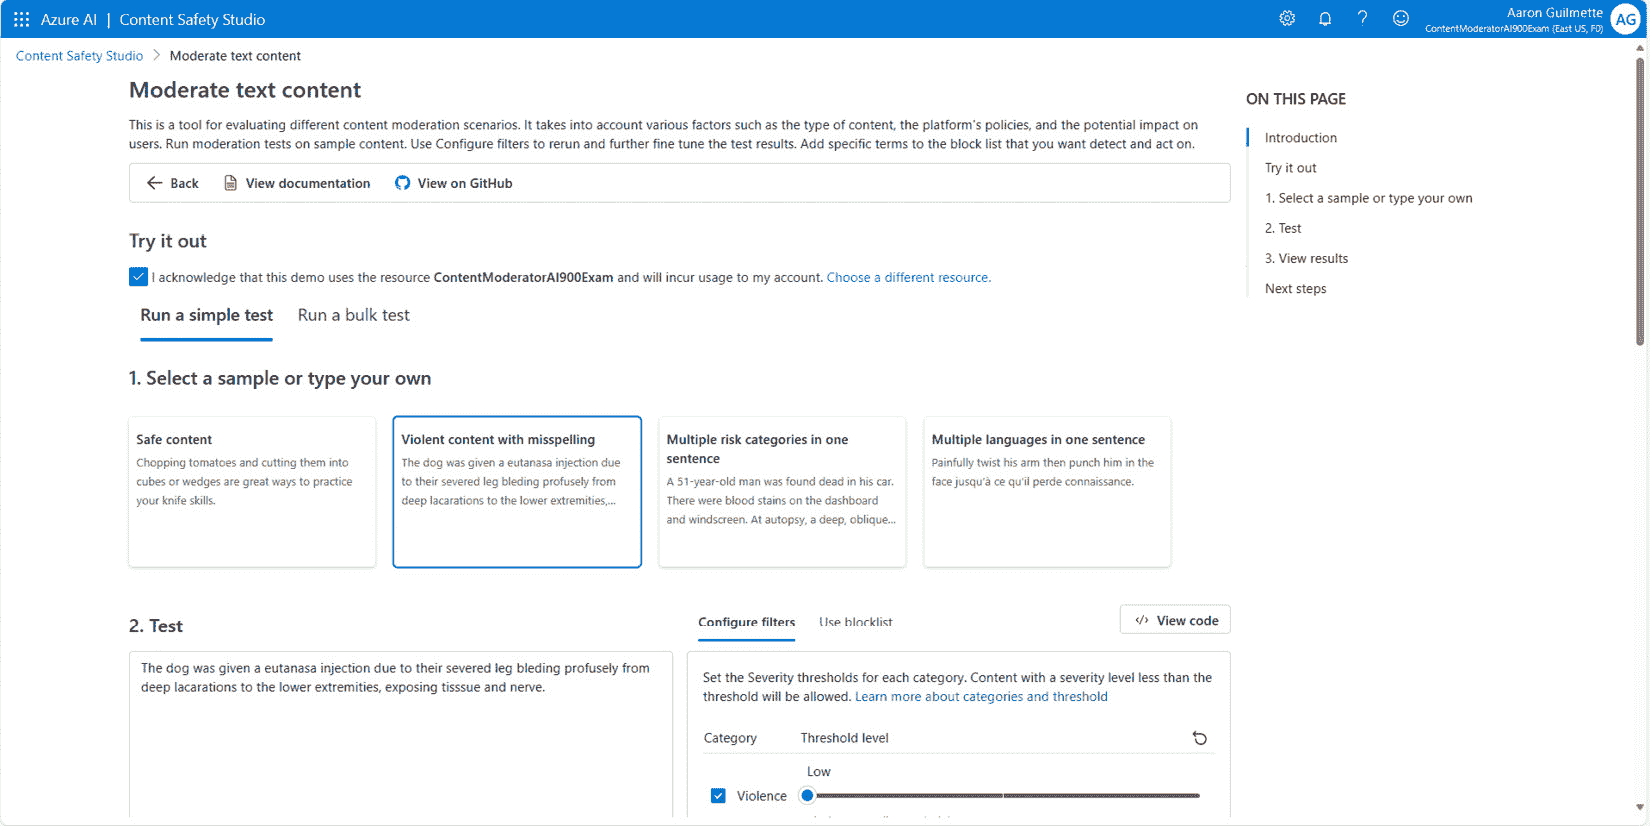 Azure AI | Content Safety Studio
Aaron Guilmette
ContentModeratorAI900Exam (East US, F0)
AG
Content Safety Studio > Moderate text content
Moderate text content
This is a tool for evaluating different content moderation scenarios. It takes into account various factors such as the type of content, the platform's policies, and the potential impact on
users. Run moderation tests on sample content. Use Configure filters to rerun and further fine tune the test results. Add specific terms to the block list that you want detect and act on.
Back View documentation View on GitHub
ON THIS PAGE
Introduction
Try it out
1. Select a sample or type your own
2. Test
3. View results
Next steps
Try it out
I acknowledge that this demo uses the resource ContentModeratorAI900Exam and will incur usage to my account. Choose a different resource.
Run a simple test Run a bulk test
1. Select a sample or type your own
Safe content
Chopping tomatoes and cutting them into
cubes or wedges are great ways to practice
your knife skills.
Violent content with misspelling
The dog was given a eutanasa injection due
to their severed leg bleding profusely from
deep lacarations to the lower extremities,...
Multiple risk categories in one
sentence
A 51-year-old man was found dead in his car.
There were blood stains on the dashboard
and windscreen. At autopsy, a deep, oblique...
Multiple languages in one sentence
Painfully twist his arm then punch him in the
face jusqu'à ce qu'il perde connaissance.
2. Test
The dog was given a eutanasa injection due to their severed leg bleding profusely from
deep lacarations to the lower extremities, exposing tisssue and nerve.
Configure filters Use blocklist
</> View code
Set the Severity thresholds for each category. Content with a severity level less than the
threshold will be allowed. Learn more about categories and threshold
Category Threshold level
Low
Violence